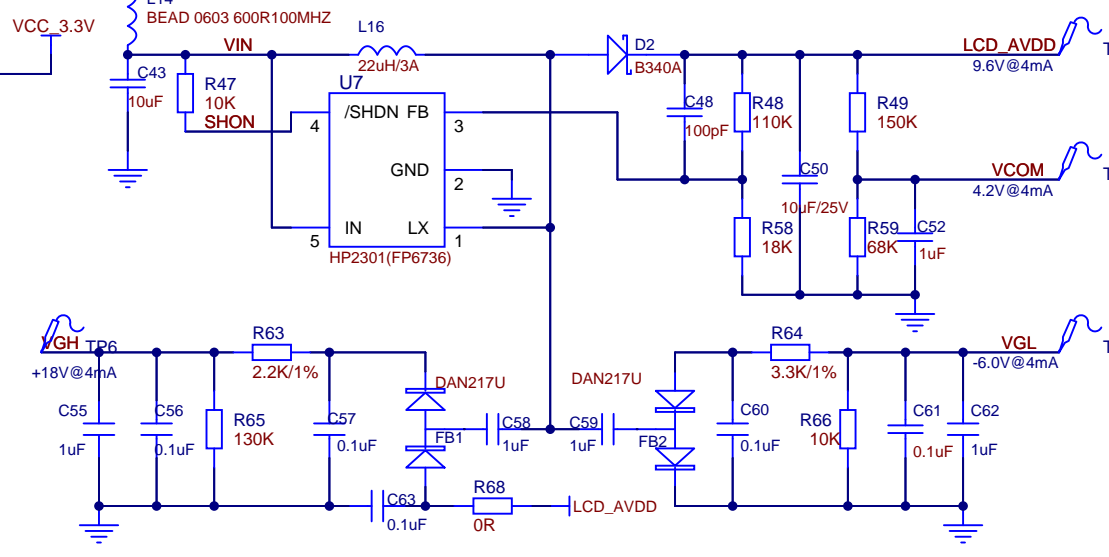 L14
BEAD 0603 600R100MHZ
VCC_3.3V
VIN
L16
22uH/3A
D2
B340A
LCD_AVDD
9.6V@4mA
C43
10uF
R47
10K
SHON
U7
/SHDN FB
4
3
GND
2
IN
LX
5
1
HP2301(FP6736)
C48
100pF
R48
110K
R49
150K
C50
10uF/25V
VCOM
4.2V@4mA
R58
18K
R59
68K
C52
1uF
VGH
TP6
+18V@4mA
R63
2.2K/1%
DAN217U
DAN217U
R64
3.3K/1%
VGL
-6.0V@4mA
C55
1uF
C56
0.1uF
R65
130K
C57
0.1uF
FB1
C58
1uF
C59
1uF
FB2
C60
0.1uF
R66
10K
C61
0.1uF
C62
1uF
C63
0.1uF
R68
0R
LCD_AVDD
T
T
T